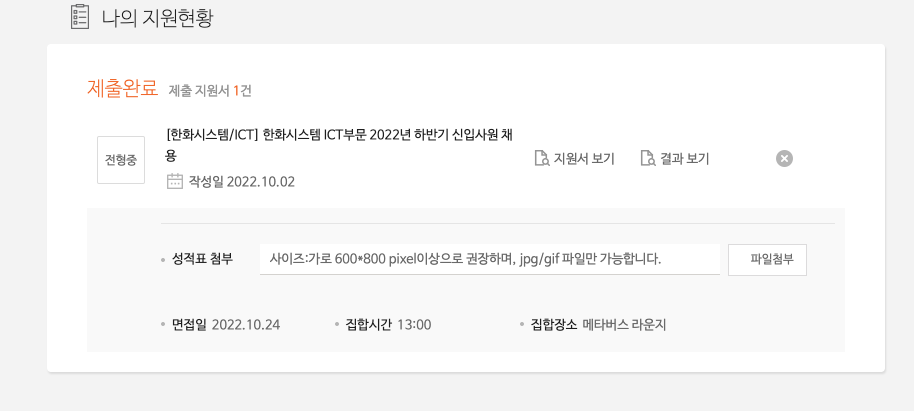 나의 지원현황
제출완료 제출 지원서 1건
전형중
[한화시스템/ICT] 한화시스템 ICT부문 2022년 하반기 신입사원 채
용
작성일 2022.10.02
지원서 보기 결과 보기
성적표 첨부 사이즈:가로 600*800 pixel이상으로 권장하며, jpg/gif 파일만 가능합니다. 파일첨부
면접일 2022.10.24 집합시간 13:00 집합장소 메타버스 라운지